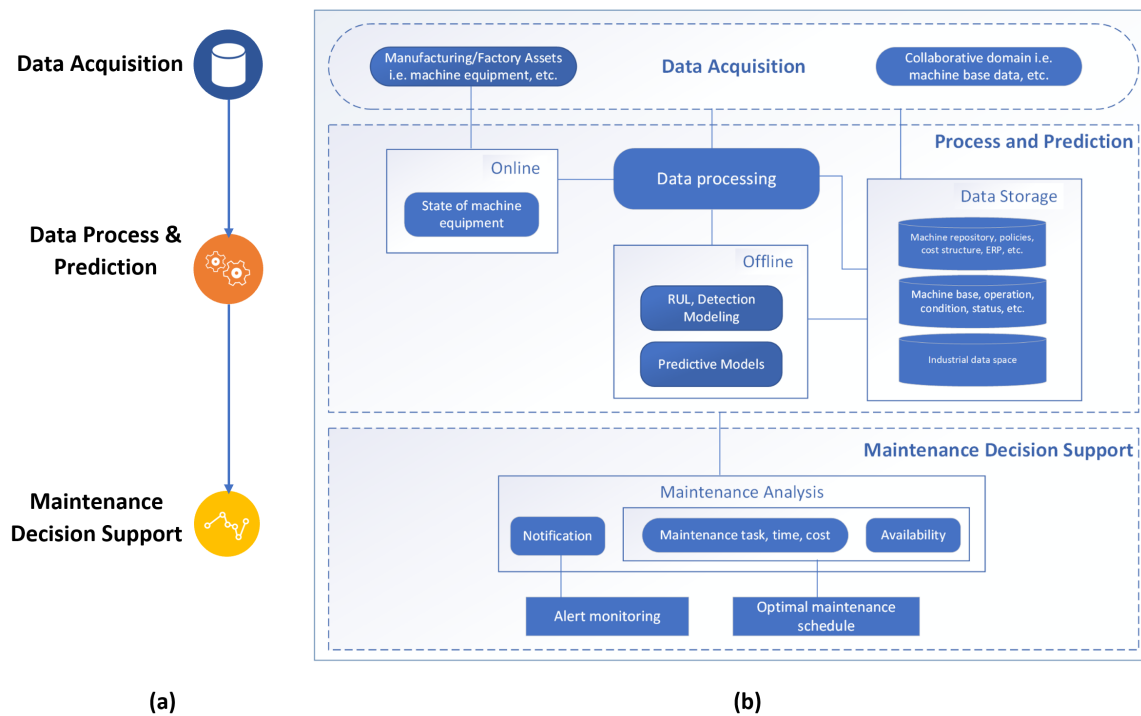 Data Acquisition
Data Process &
Prediction
Maintenance
Decision Support
(a)
Manufacturing/Factory Assets
i.e. machine equipment, etc.
Data Acquisition
Collaborative domain i.e.
machine base data, etc.
Process and Prediction
Online
State of machine
equipment
Data processing
Data Storage
Machine repository, policies,
cost structure, ERP, etc.
Machine base, operation,
condition, status, etc.
Industrial data space
Offline
RUL, Detection
Modeling
Predictive Models
Maintenance Decision Support
Maintenance Analysis
Notification
Maintenance task, time, cost
Availability
Alert monitoring
Optimal maintenance
schedule
(b)